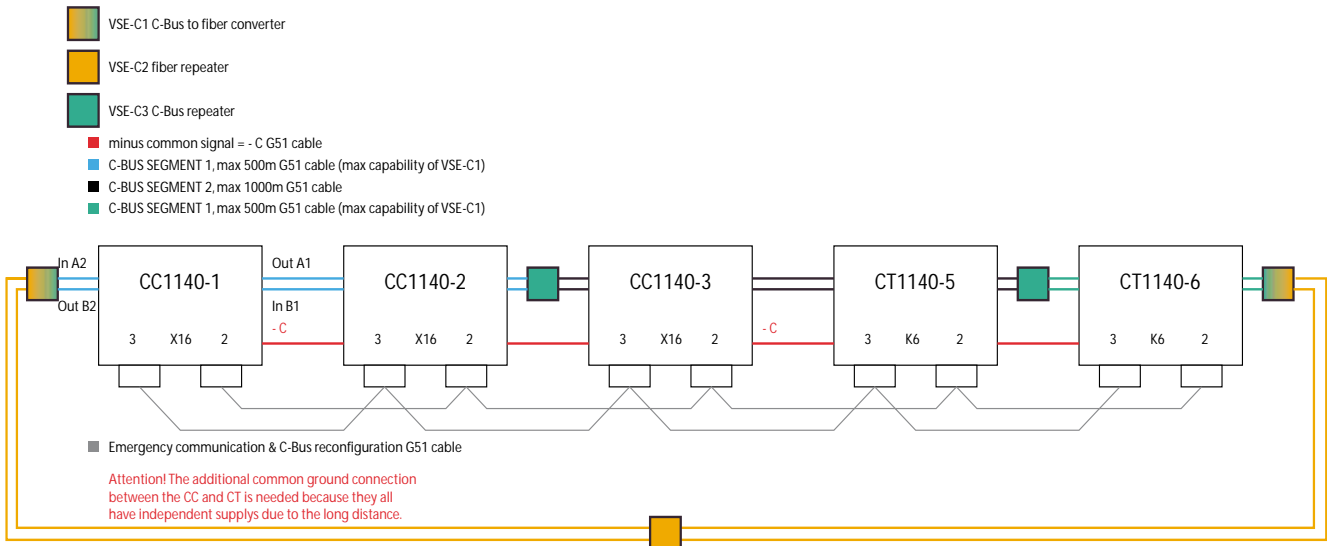 VSE-C1 C-Bus to fiber converter
VSE-C2 fiber repeater
VSE-C3 C-Bus repeater
minus common signal = - C G51 cable
C-BUS SEGMENT 1, max 500m G51 cable (max capability of VSE-C1)
C-BUS SEGMENT 2, max 1000m G51 cable
C-BUS SEGMENT 1, max 500m G51 cable (max capability of VSE-C1)
In A2
Out B2
CC1140-1
3 X16 2
Out A1
In B1
- C
CC1140-2
3 X16 2
CC1140-3
3 X16 2
- C
CT1140-5
3 K6 2
CT1140-6
3 K6 2
Emergency communication & C-Bus reconfiguration G51 cable
Attention! The additional common ground connection
between the CC and CT is needed because they all
have independent supplys due to the long distance.